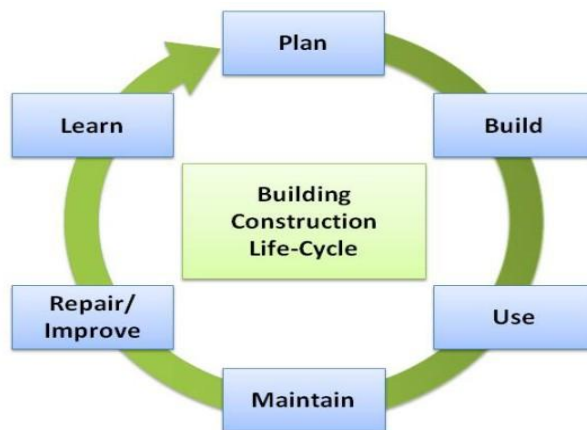 Plan
Build
Use
Maintain
Repair/
Improve
Learn
Building
Construction
Life-Cycle